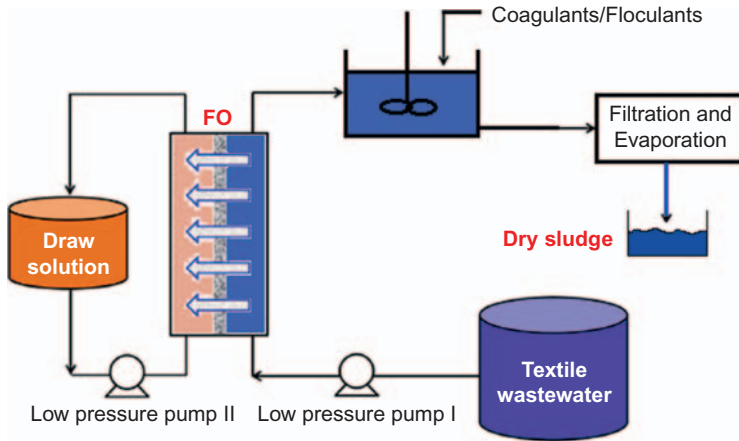 Coagulants/Floculants
FO
Filtration and
Evaporation
Draw
solution
Dry sludge
Textile
wastewater
Low pressure pump II
Low pressure pump I